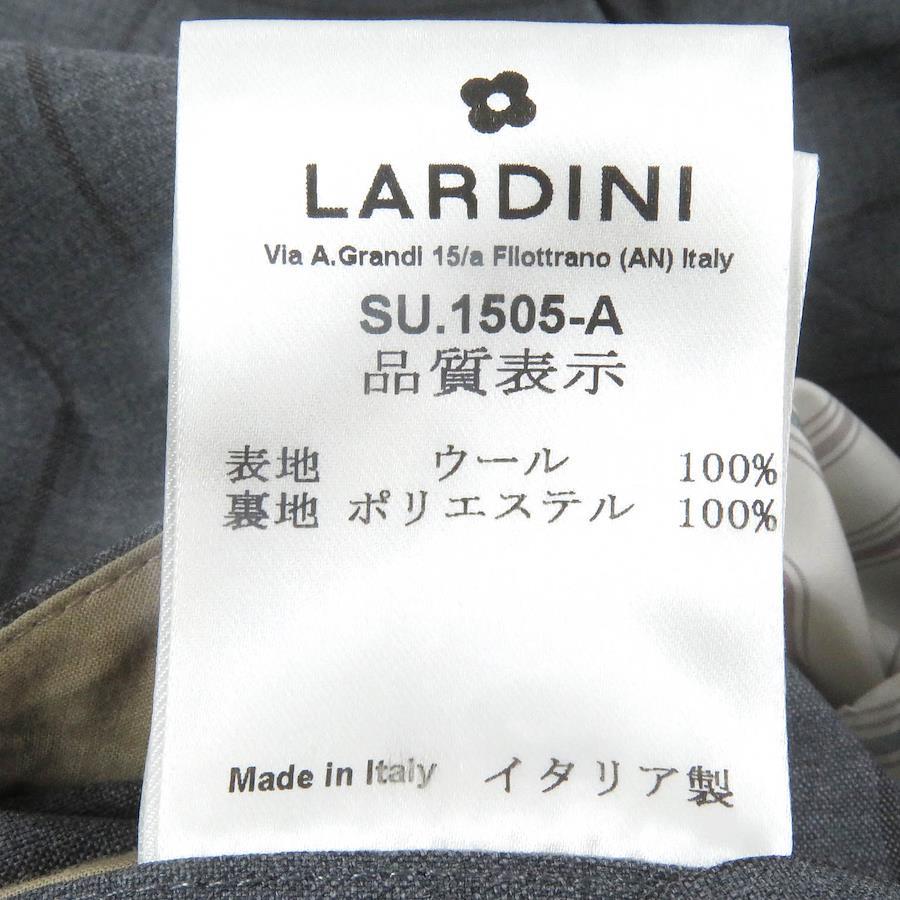 LARDINI
Via A.Grandi 15/a Filottrano (AN) Italy
SU.1505-A
品質表示
表地 ウール 100%
裏地 ポリエステル 100%
Made in Italy イタリア製